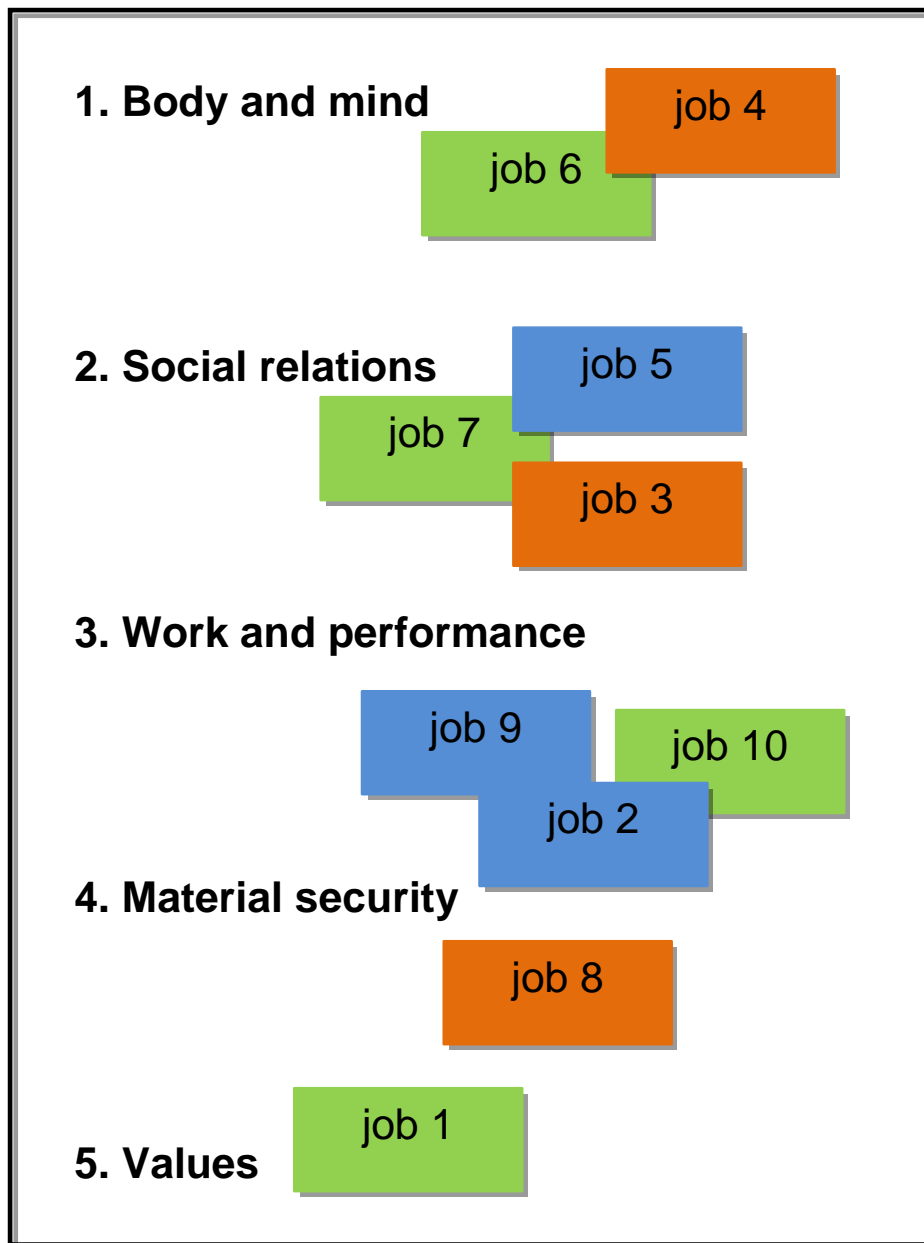 1. Body and mind
job 4
job 6
2. Social relations
job 5
job 7
job 3
3. Work and performance
job 9
job 10
job 2
4. Material security
job 8
job 1
5. Values